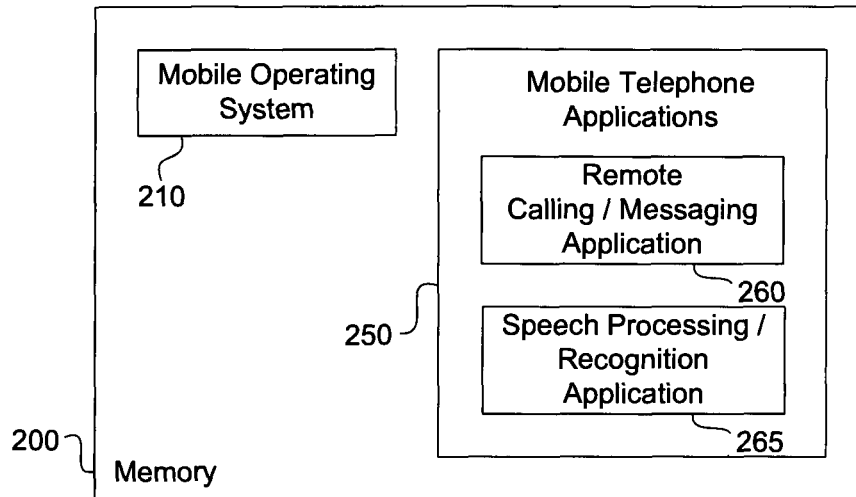 Mobile Operating
System
210
Mobile Telephone
Applications
Remote
Calling / Messaging
Application
260
250
Speech Processing /
Recognition
Application
265
200
Memory